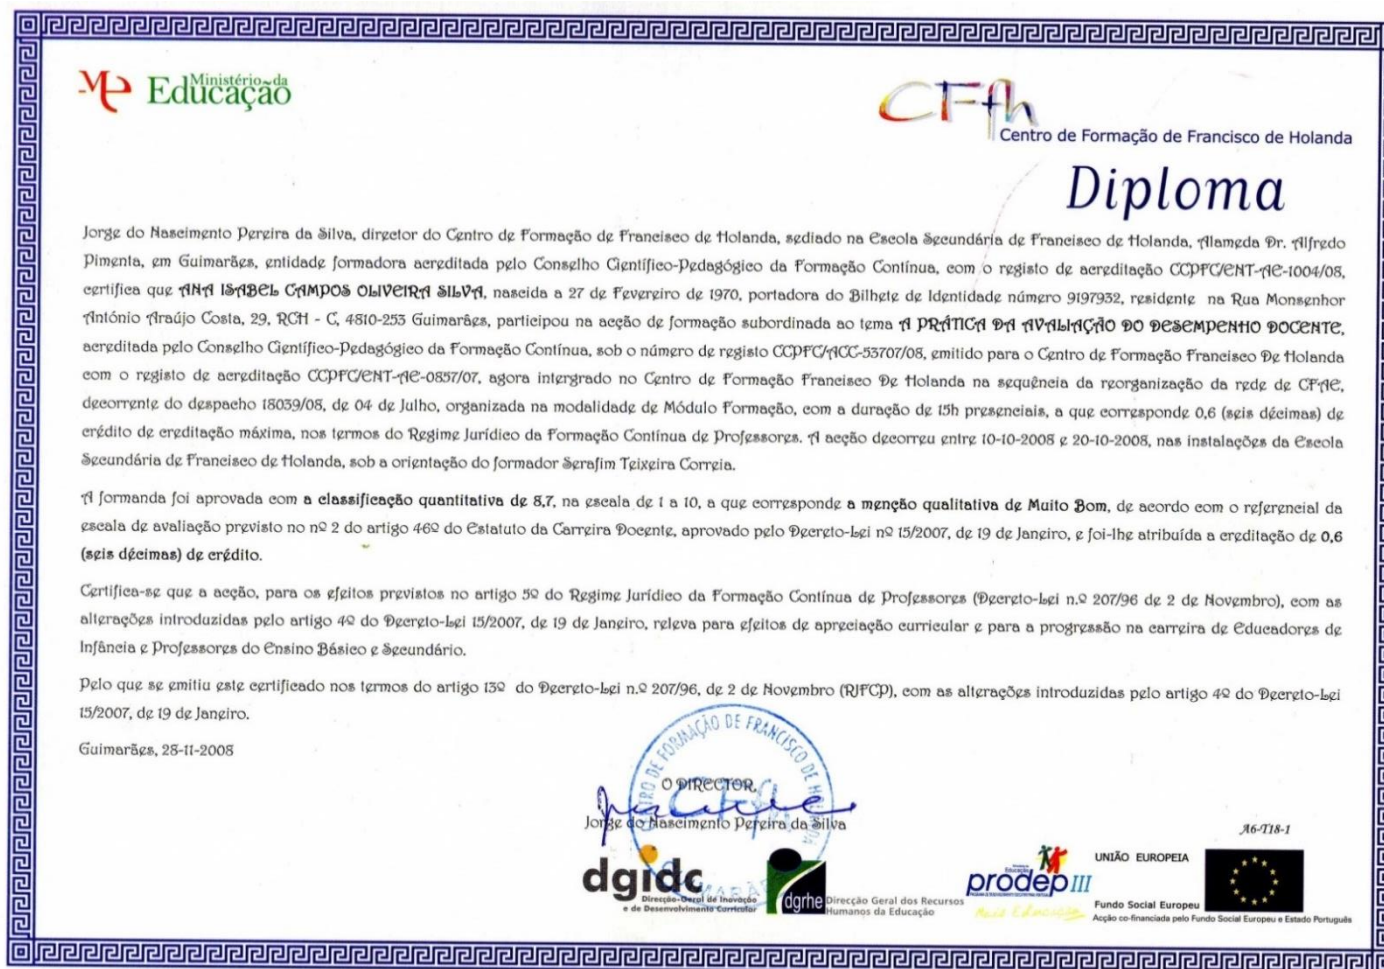 Ministério da
Educação
CFfh
Centro de Formação de Francisco de Holanda
Diploma
Jorge do Nascimento Pereira da Silva, director do Centro de Formação de Francisco de Holanda, sediado na Escola Secundária de Francisco de Holanda, Alameda Dr. Alfredo
Pimenta, em Guimarães, entidade formadora acreditada pelo Conselho Científico-Pedagógico da Formação Contínua, com o registo de acreditação CCPFC/ENT-AE-1004/08,
certifica que ANA ISABEL CAMPOS OLIVEIRA SILVA, nascida a 27 de Fevereiro de 1970, portadora do Bilhete de Identidade número 9197932, residente na Rua Monsenhor
António Araújo Costa, 29, RCH - C, 4810-253 Guimarães, participou na acção de formação subordinada ao tema A PRÁTICA DA AVALIAÇÃO DO DESEMPENHO DOCENTE,
acreditada pelo Conselho Científico-Pedagógico da Formação Contínua, sob o número de registo CCPFC/ACC-53707/08, emitido para o Centro de Formação Francisco De Holanda
com o registo de acreditação CCPFC/ENT-AE-0857/07, agora intergrado no Centro de Formação Francisco De Holanda na sequência da reorganização da rede de CFAE,
decorrente do despacho 18039/08, de 04 de Julho, organizada na modalidade de Módulo Formação, com a duração de 15h presenciais, a que corresponde 0,6 (seis décimas) de
crédito de creditação máxima, nos termos do Regime Jurídico da Formação Contínua de Professores. A acção decorreu entre 10-10-2008 e 20-10-2008, nas instalações da Escola
Secundária de Francisco de Holanda, sob a orientação do formador Serafim Teixeira Correia.
A formanda foi aprovada com a classificação quantitativa de 8,7, na escala de 1 a 10, a que corresponde a menção qualitativa de Muito Bom, de acordo com o referencial da
escala de avaliação previsto no nº 2 do artigo 46º do Estatuto da Carreira Docente, aprovado pelo Decreto-Lei nº 15/2007, de 19 de Janeiro, e foi-lhe atribuída a creditação de 0,6
(seis décimas) de crédito.
Certifica-se que a acção, para os efeitos previstos no artigo 5º do Regime Jurídico da Formação Contínua de Professores (Decreto-Lei n.º 207/96 de 2 de Novembro), com as
alterações introduzidas pelo artigo 4º do Decreto-Lei 15/2007, de 19 de Janeiro, releva para efeitos de apreciação curricular e para a progressão na carreira de Educadores de
Infância e Professores do Ensino Básico e Secundário.
Pelo que se emitiu este certificado nos termos do artigo 13º do Decreto-Lei n.º 207/96, de 2 de Novembro (RJFCP), com as alterações introduzidas pelo artigo 4º do Decreto-Lei
15/2007, de 19 de Janeiro.
Guimarães, 28-11-2008
CENTRO DE FORMAÇÃO DE FRANCISCO DE HOLANDA
GUIMARÃES
O DIRECTOR,
Jorge do Nascimento Pereira da Silva
A6-T18-1
dgidc
Direcção-Geral de Inovação
e de Desenvolvimento Curricular
dgrhe
Direcção Geral dos Recursos
Humanos da Educação
prodep III
Mais Educação
UNIÃO EUROPEIA
Fundo Social Europeu
Acção co-financiada pelo Fundo Social Europeu e Estado Português